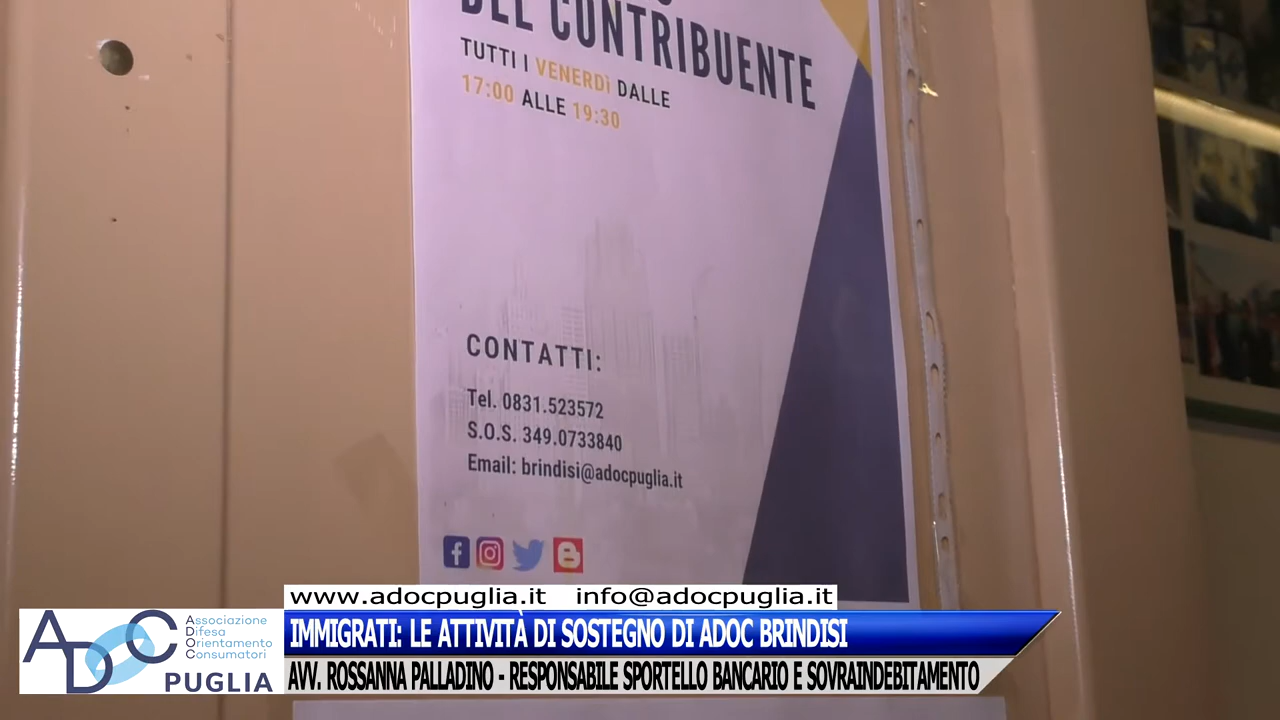 DEL CONTRIBUENTE
TUTTI I VENERDÌ DALLE
17:00 ALLE 19:30
CONTATTI:
Tel. 0831.523572
S.O.S. 349.0733840
Email: brindisi@adocpuglia.it
www.adocpuglia.it info@adocpuglia.it
IMMIGRATI: LE ATTIVITÀ DI SOSTEGNO DI ADOC BRINDISI
AVV. ROSSANNA PALLADINO - RESPONSABILE SPORTELLO BANCARIO E SOVRAINDEBITAMENTO
ADOC
Associazione
Difesa
Orientamento
Consumatori
PUGLIA